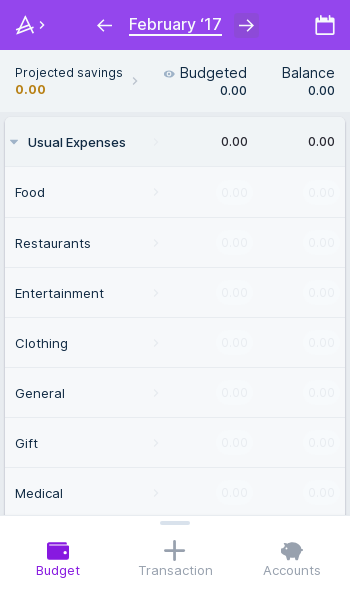 February ‘17
Projected savings Budgeted Balance
0.00 0.00 0.00
Usual Expenses 0.00 0.00
Food 0.00 0.00
Restaurants 0.00 0.00
Entertainment 0.00 0.00
Clothing 0.00 0.00
General 0.00 0.00
Gift 0.00 0.00
Medical 0.00 0.00
Budget Transaction Accounts